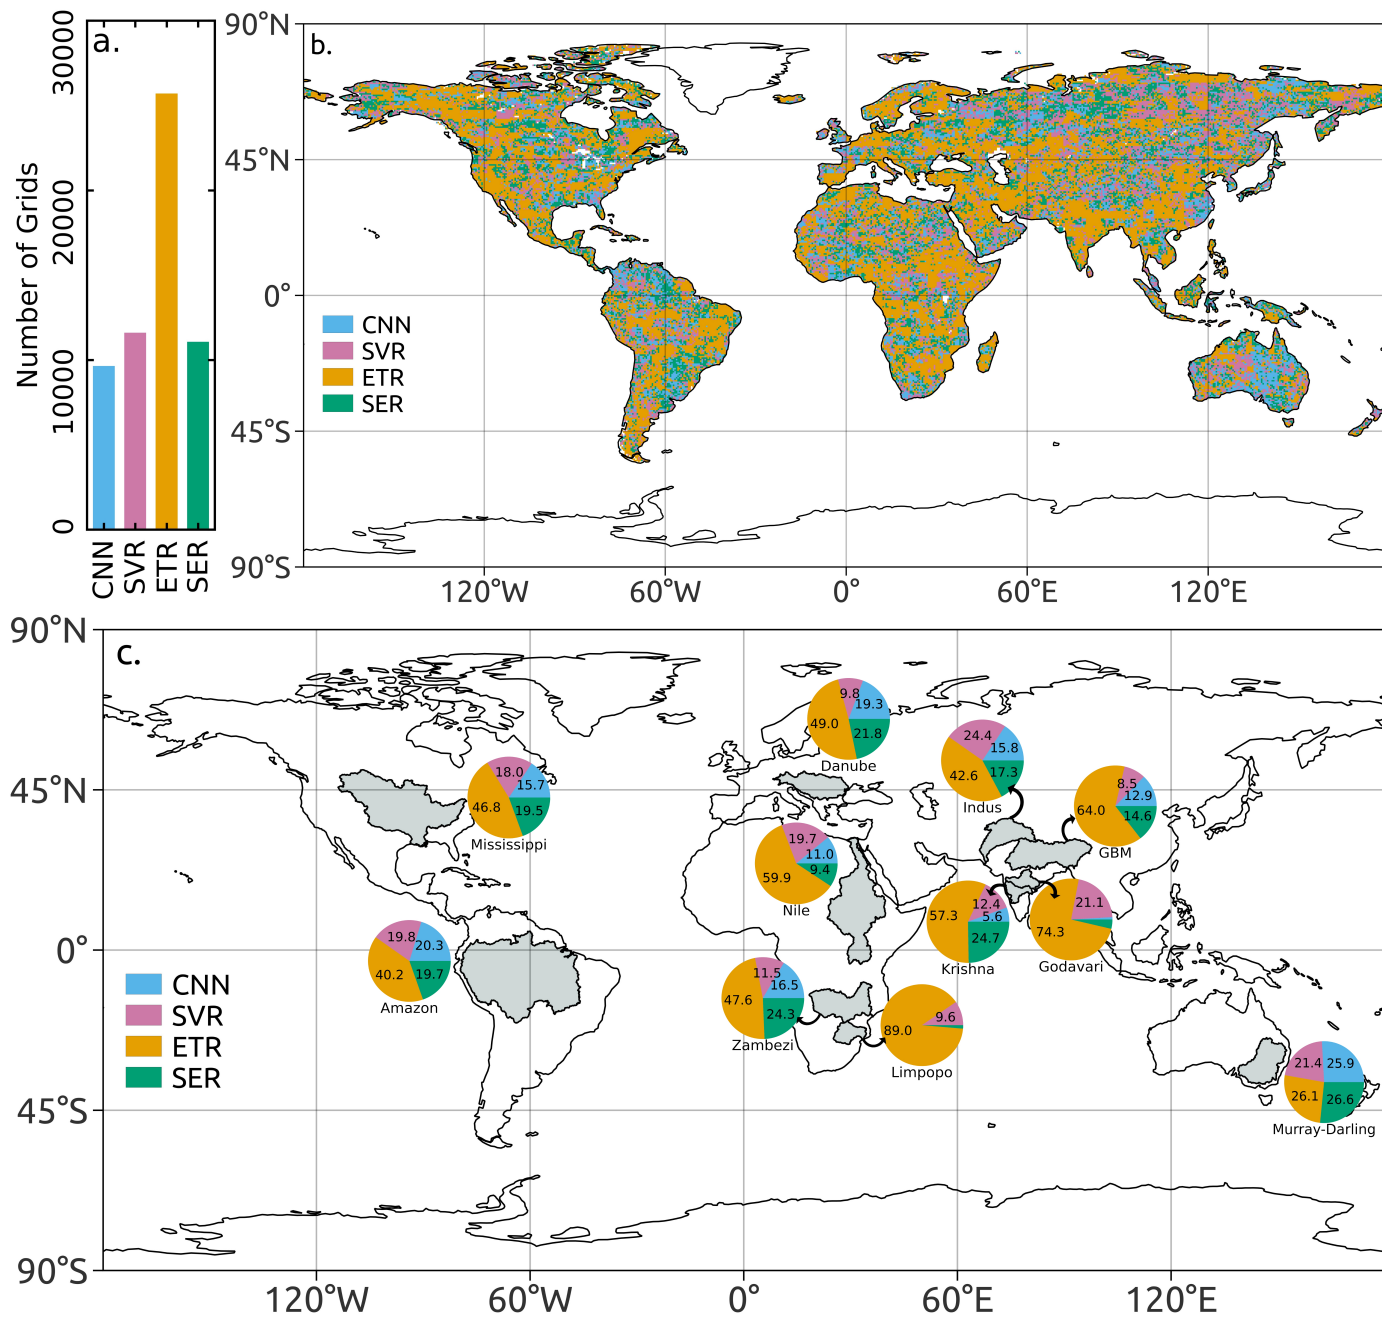 a.
30000
20000
10000
0
Number of Grids
CNN
SVR
ETR
SER
b.
90°N
45°N
0°
45°S
90°S
CNN
SVR
ETR
SER
120°W
60°W
0°
60°E
120°E
c.
90°N
45°N
0°
45°S
90°S
9.8
19.3
49.0
21.8
Danube
24.4
15.8
42.6
17.3
Indus
18.0
15.7
46.8
19.5
Mississippi
8.5
12.9
64.0
14.6
GBM
19.7
11.0
59.9
9.4
Nile
12.4
57.3
5.6
24.7
Krishna
21.1
74.3
Godavari
19.8
20.3
40.2
19.7
Amazon
11.5
16.5
47.6
24.3
Zambezi
9.6
89.0
Limpopo
21.4
25.9
26.1
26.6
Murray-Darling
CNN
SVR
ETR
SER
120°W
60°W
0°
60°E
120°E